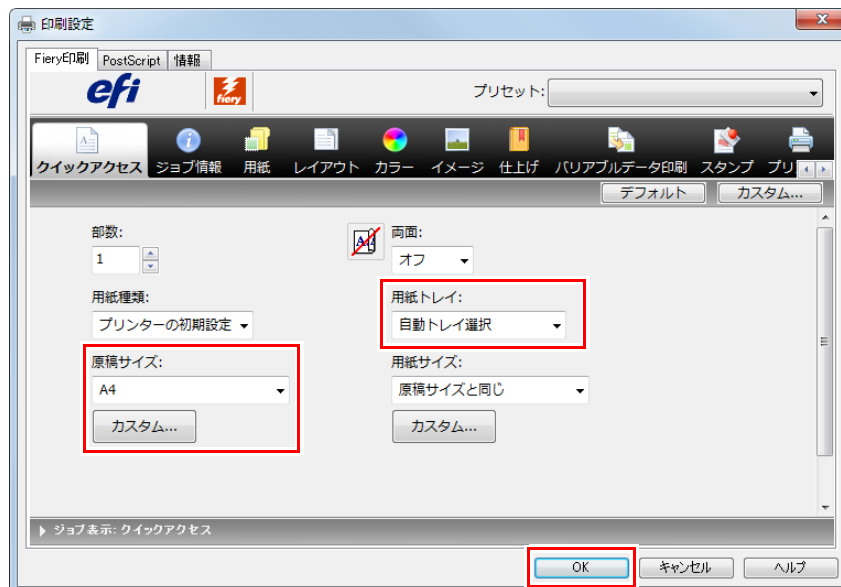 印刷設定
Fiery印刷 PostScript 情報
efi fiery プリセット:
クイックアクセス ジョブ情報 用紙 レイアウト カラー イメージ 仕上げ バリアブルデータ印刷 スタンプ プリ
デフォルト カスタム...
部数: 両面:
1 オフ
用紙種類: 用紙トレイ:
プリンターの初期設定 自動トレイ選択
原稿サイズ: 用紙サイズ:
A4 原稿サイズと同じ
カスタム... カスタム...
ジョブ表示: クイックアクセス
OK キャンセル ヘルプ